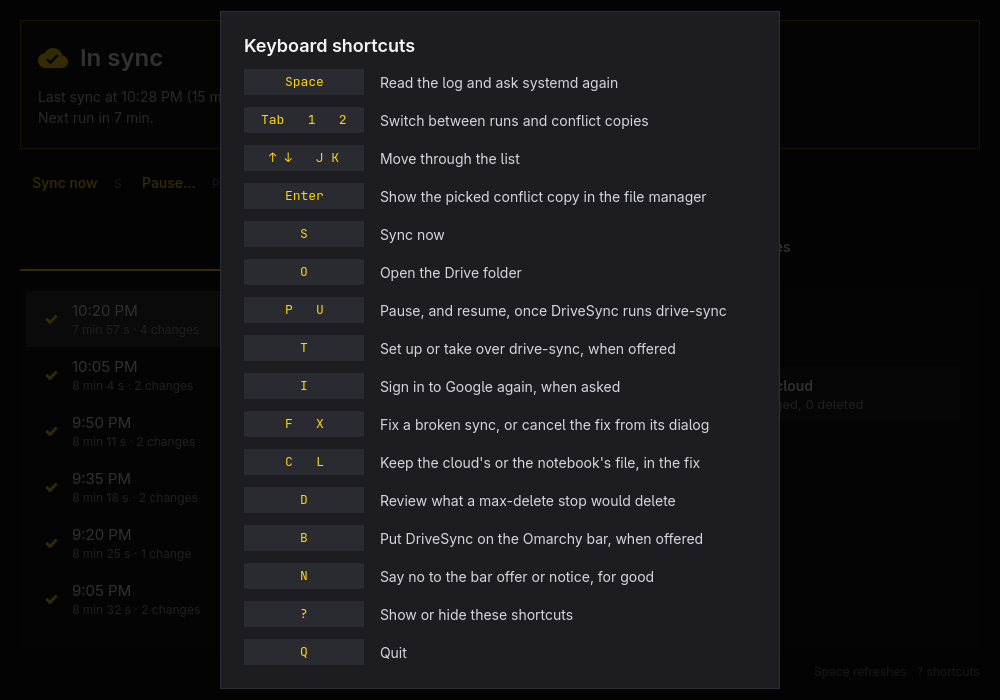 In sync
Last sync at 10:28 PM (15 m
Next run in 7 min.
Sync now S Pause... P
es
10:20 PM
7 min 57 s · 4 changes
10:05 PM
8 min 4 s · 2 changes
9:50 PM
8 min 11 s · 2 changes
9:35 PM
8 min 18 s · 2 changes
9:20 PM
8 min 25 s · 1 change
9:05 PM
8 min 32 s · 2 changes
cloud
ged, 0 deleted
Keyboard shortcuts
Space Read the log and ask systemd again
Tab 1 2 Switch between runs and conflict copies
↑ ↓ J K Move through the list
Enter Show the picked conflict copy in the file manager
S Sync now
O Open the Drive folder
P U Pause, and resume, once DriveSync runs drive-sync
T Set up or take over drive-sync, when offered
I Sign in to Google again, when asked
F X Fix a broken sync, or cancel the fix from its dialog
C L Keep the cloud's or the notebook's file, in the fix
D Review what a max-delete stop would delete
B Put DriveSync on the Omarchy bar, when offered
N Say no to the bar offer or notice, for good
? Show or hide these shortcuts
Q Quit
Space refreshes ? shortcuts